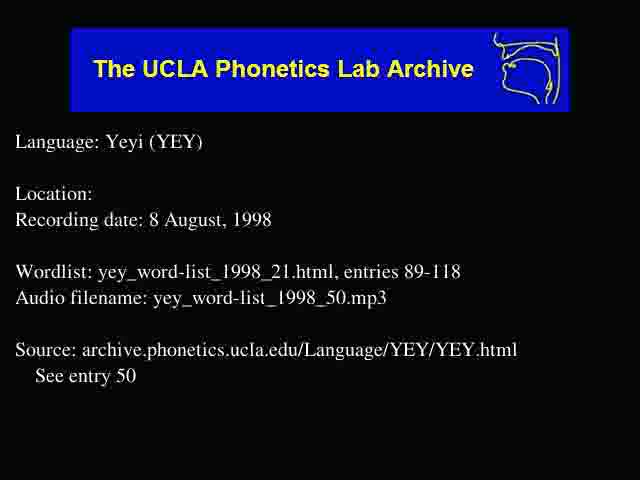 The UCLA Phonetics Lab Archive
Language: Yeyi (YEY)
Location:
Recording date: 8 August, 1998
Wordlist: yey_word-list_1998_21.html, entries 89-118
Audio filename: yey_word-list_1998_50.mp3
Source: archive.phonetics.ucla.edu/Language/YEY/YEY.html
See entry 50